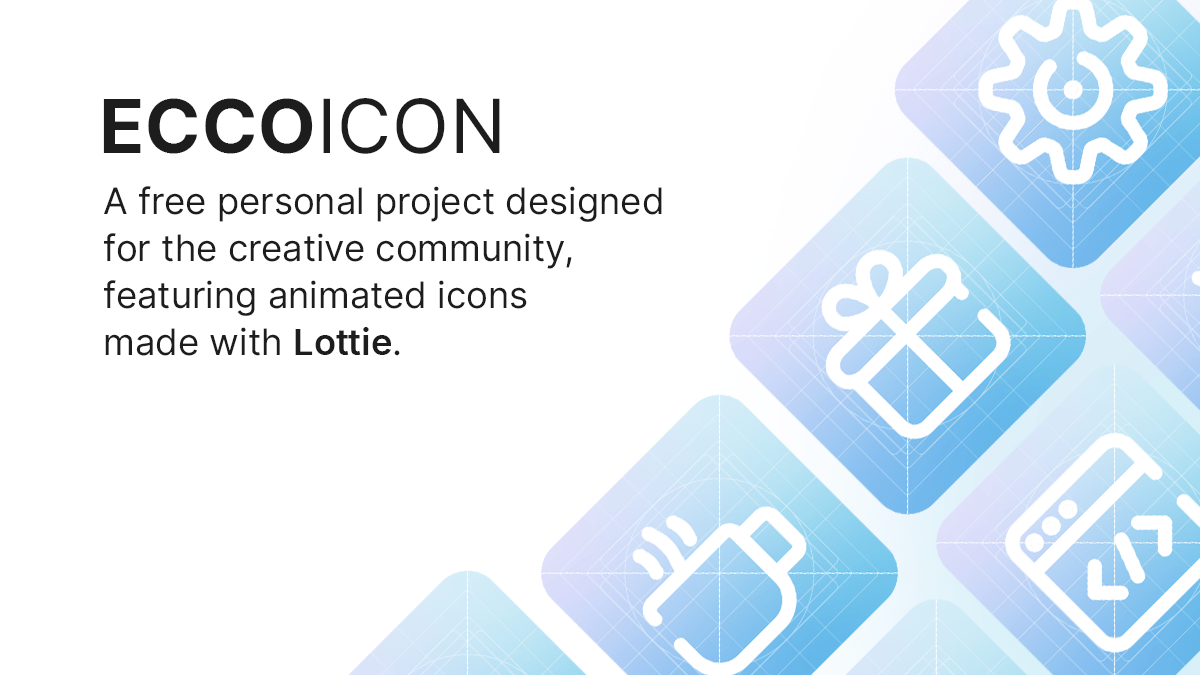 ECCOICON
A free personal project designed
for the creative community,
featuring animated icons
made with Lottie.